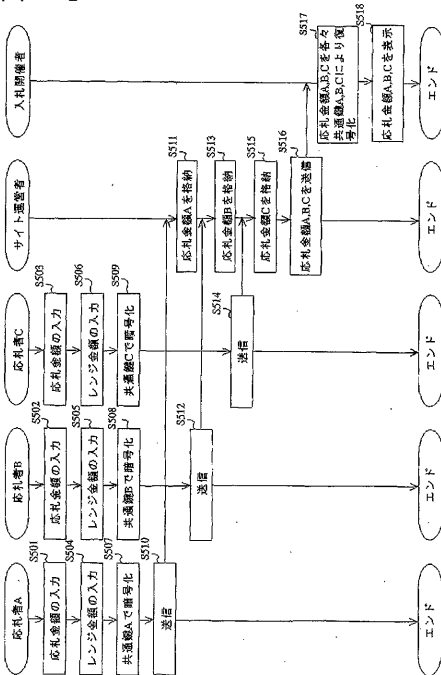 応札者A
応札者B
応札者C
サイト運営者
入札開催者
S501
応札金額の入力
S502
応札金額の入力
S503
応札金額の入力
S504
レンジ金額の入力
S505
レンジ金額の入力
S506
レンジ金額の入力
S507
共通鍵Aで暗号化
S508
共通鍵Bで暗号化
S509
共通鍵Cで暗号化
S510
送信
S511
応札金額Aを格納
S512
送信
S513
応札金額Bを格納
S514
送信
S515
応札金額Cを格納
S516
応札金額A,B,Cを送信
S517
応札金額A,B,Cを各々
共通鍵A,B,Cにより復
号化
S518
応札金額A,B,Cを表示
エンド
エンド
エンド
エンド
エンド